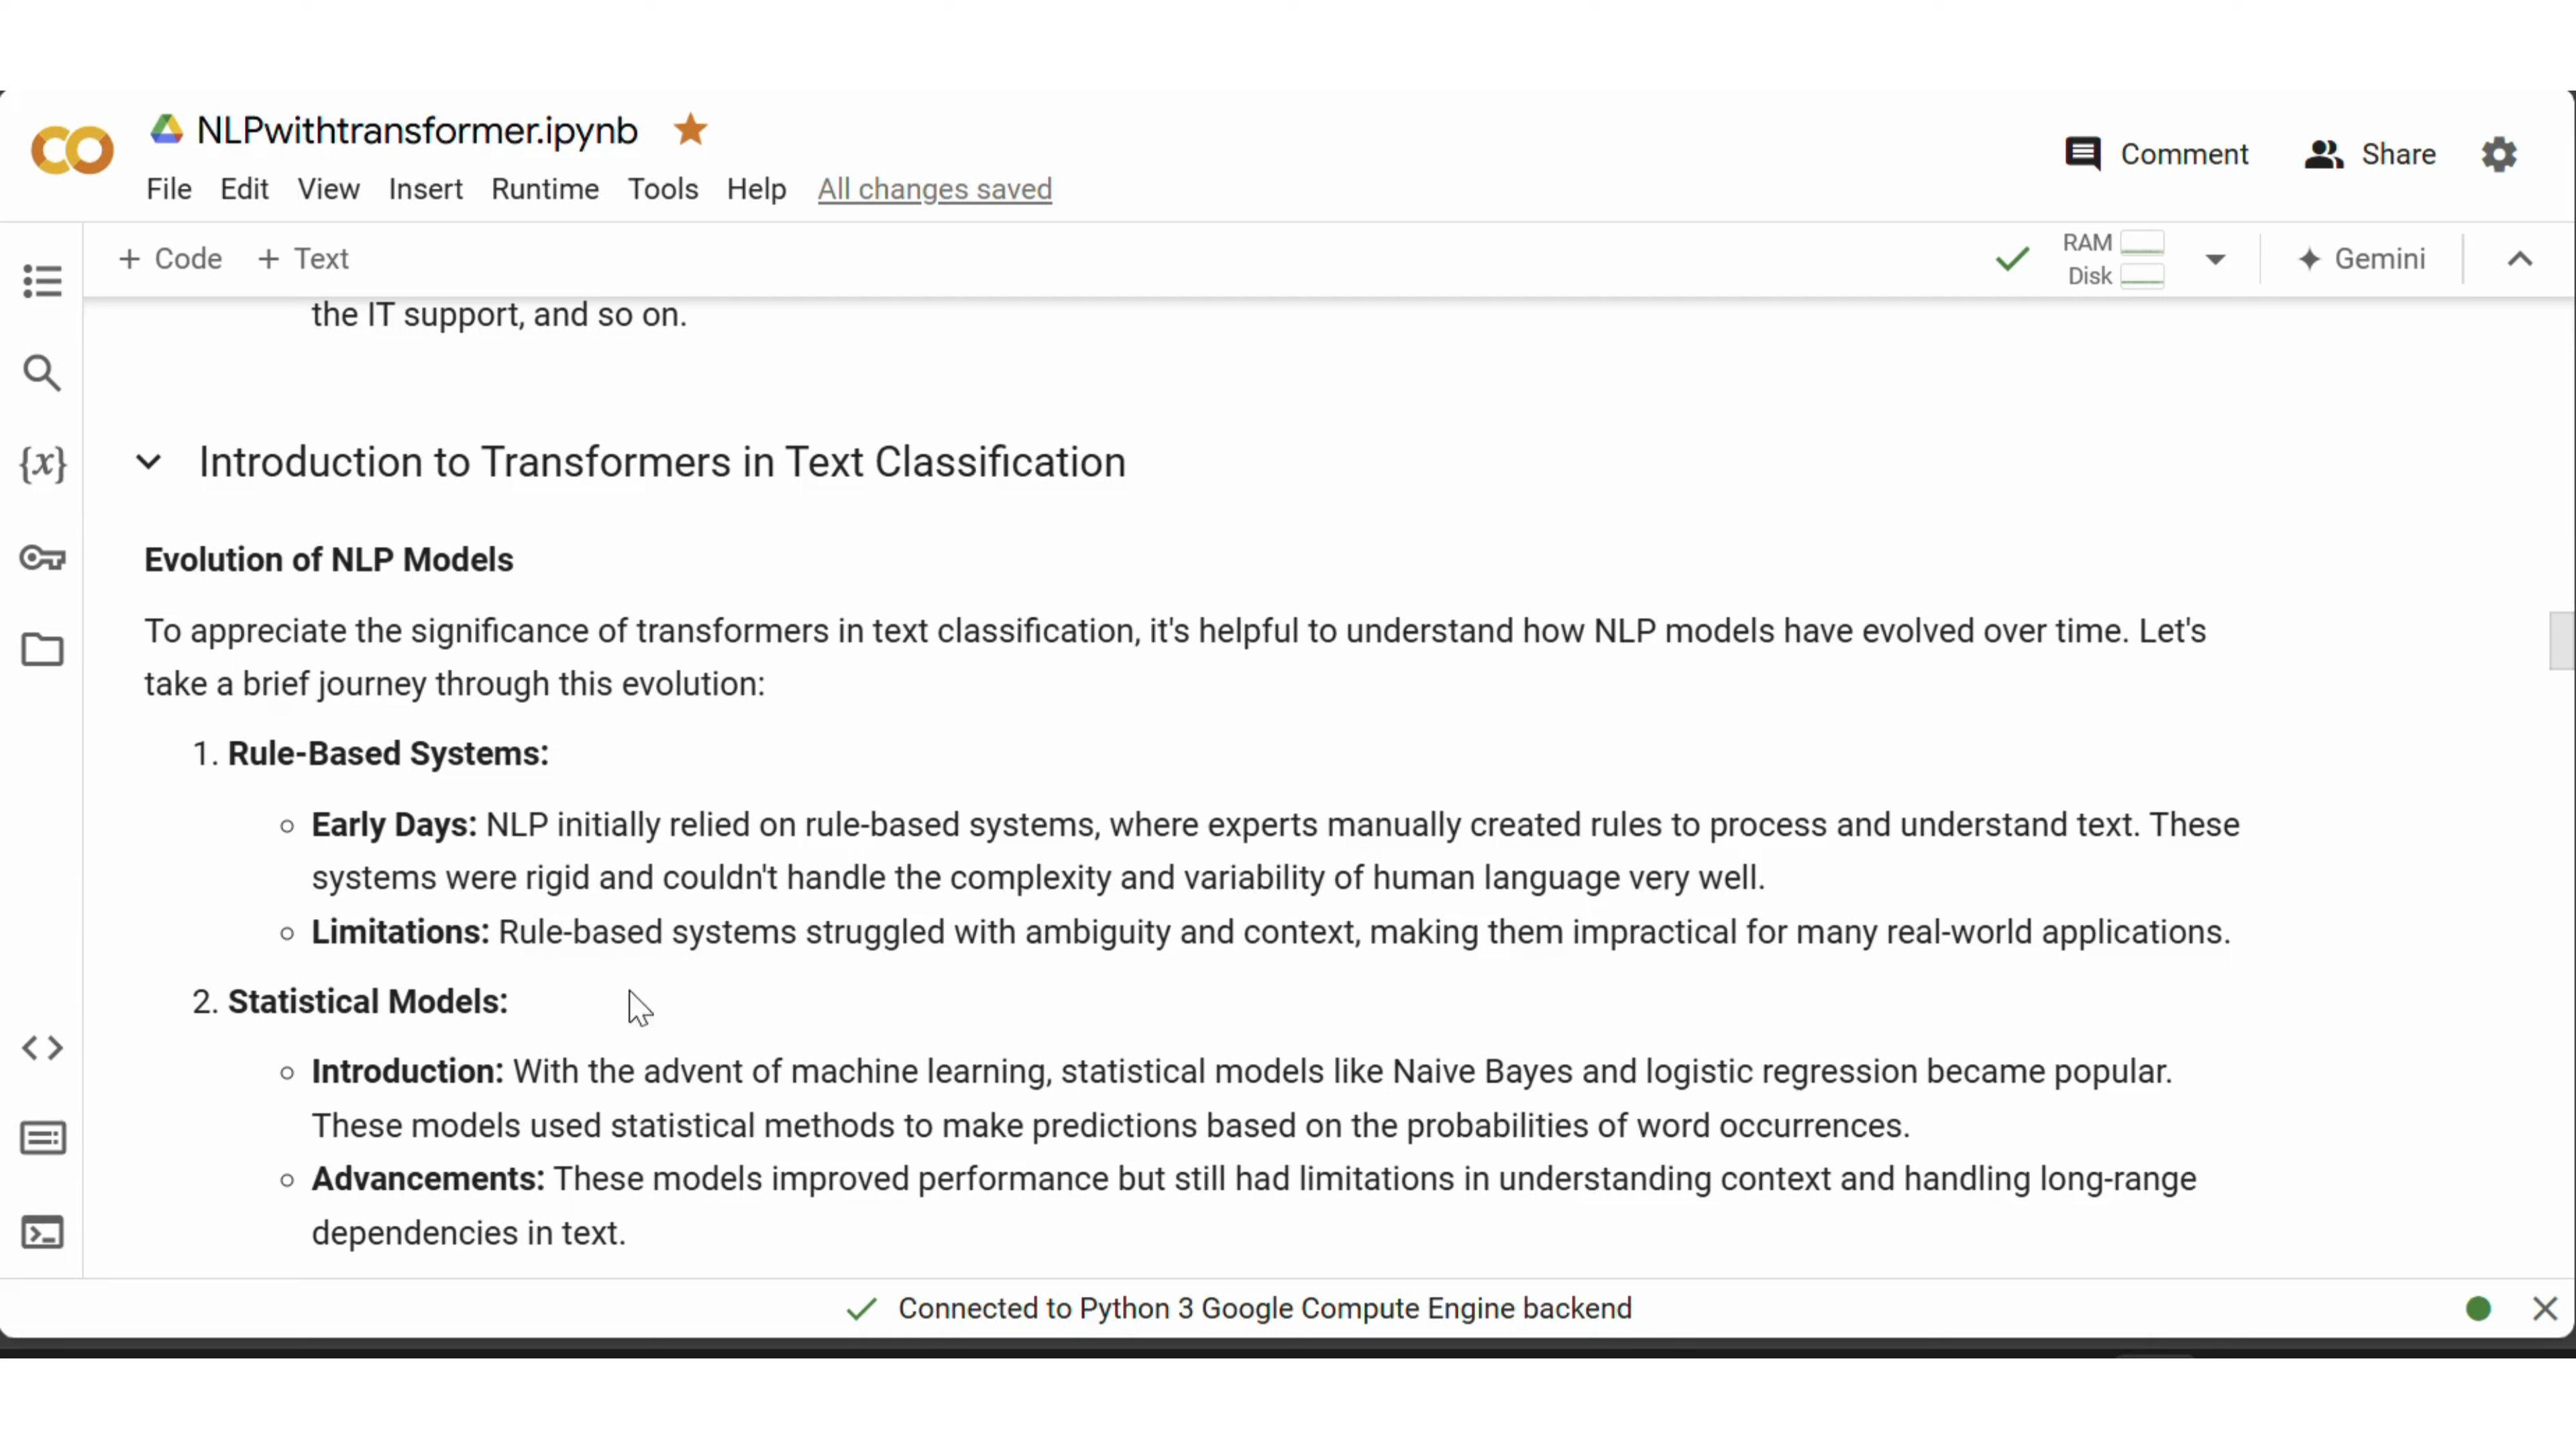 NLPwithtransformer.ipynb
File Edit View Insert Runtime Tools Help All changes saved
Comment Share
+ Code + Text
RAM
Disk
Gemini
the IT support, and so on.
{x}
Introduction to Transformers in Text Classification
Evolution of NLP Models
To appreciate the significance of transformers in text classification, it's helpful to understand how NLP models have evolved over time. Let's
take a brief journey through this evolution:
1. Rule-Based Systems:
Early Days: NLP initially relied on rule-based systems, where experts manually created rules to process and understand text. These
systems were rigid and couldn't handle the complexity and variability of human language very well.
Limitations: Rule-based systems struggled with ambiguity and context, making them impractical for many real-world applications.
2. Statistical Models:
Introduction: With the advent of machine learning, statistical models like Naive Bayes and logistic regression became popular.
These models used statistical methods to make predictions based on the probabilities of word occurrences.
Advancements: These models improved performance but still had limitations in understanding context and handling long-range
dependencies in text.
Connected to Python 3 Google Compute Engine backend